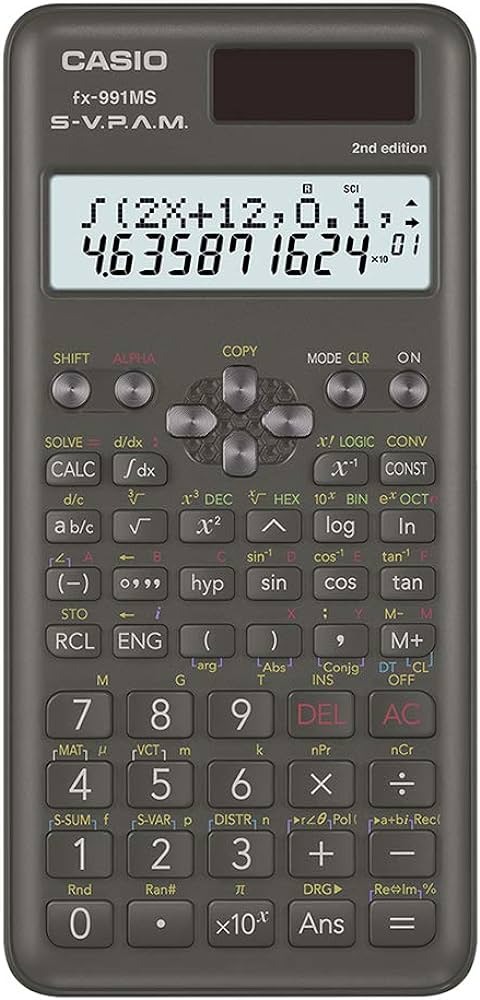 CASIO
fx-991MS
S-V.P.A.M.
2nd edition
R SCI
∫(2X+12,0.1,
4.635871624×10 01
SHIFT ALPHA COPY MODE CLR ON
SOLVE = d/dx : x! LOGIC CONV
CALC ∫dx x⁻¹ CONST
d/c ³√ x³ DEC ˣ√ HEX 10ˣ BIN eˣ OCT e
a b/c √ x² ^ log ln
∠ A ← B C sin⁻¹ D cos⁻¹ E tan⁻¹ F
(−) °,,, hyp sin cos tan
STO ← i X ; Y M− M
RCL ENG ( ) , M+
arg Abs Conjg DT CL
M G T INS OFF
7 8 9 DEL AC
MAT μ VCT m k nPr nCr
4 5 6 × ÷
S-SUM f S-VAR p DISTR n ▶r∠θ Pol( ▶a+bi Rec(
1 2 3 + −
Rnd Ran# π DRG▶ Re⇔Im %
0 · ×10ˣ Ans =